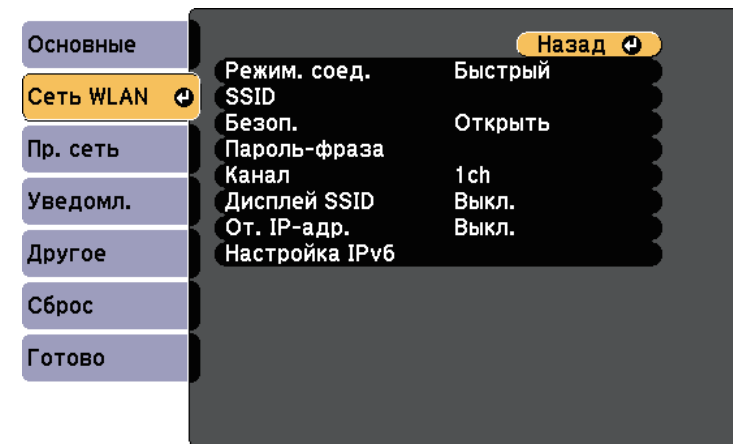 Основные
Сеть WLAN
Пр. сеть
Уведомл.
Другое
Сброс
Готово
Назад
Режим. соед. Быстрый
SSID
Безоп. Открыть
Пароль-фраза
Канал 1ch
Дисплей SSID Выкл.
От. IP-адр. Выкл.
Настройка IPv6